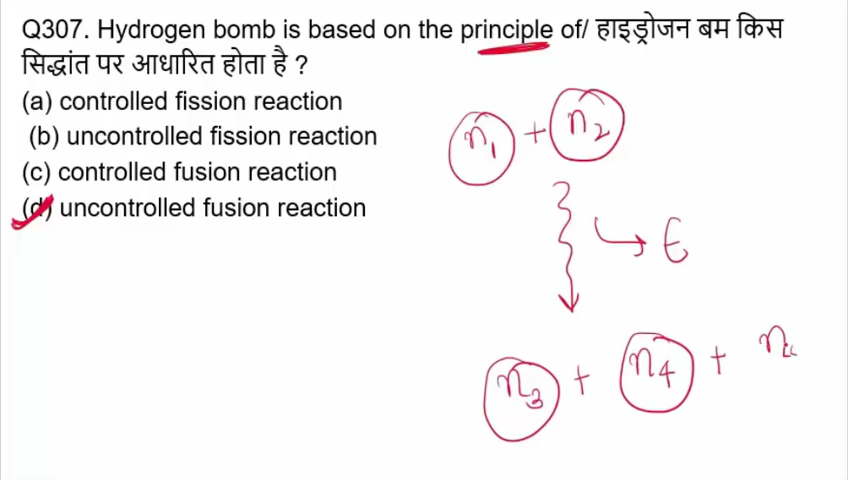 Q307. Hydrogen bomb is based on the principle of/ हाइड्रोजन बम किस
सिद्धांत पर आधारित होता है ?
(a) controlled fission reaction
(b) uncontrolled fission reaction
(c) controlled fusion reaction
(d) uncontrolled fusion reaction
n₁ + n₂
E
n₃ + n₄ +